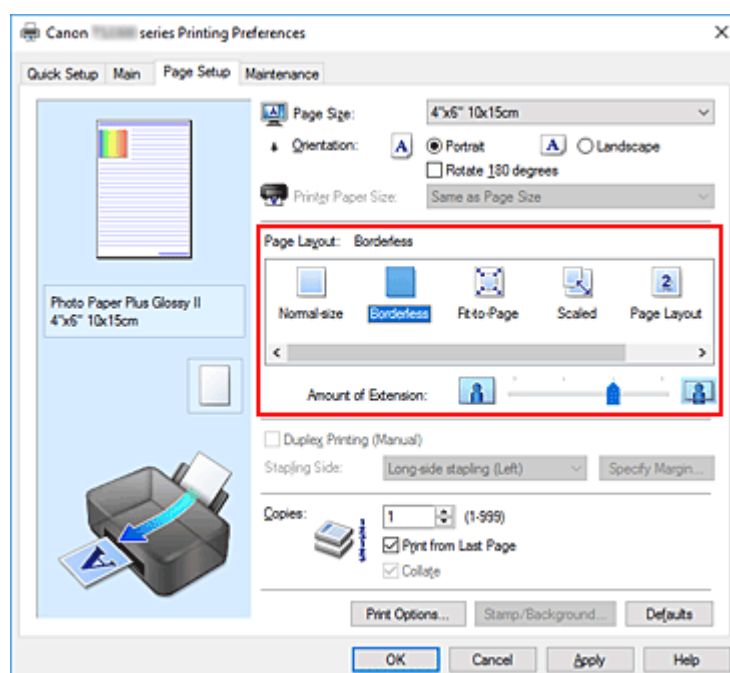 Canon series Printing Preferences
Quick Setup Main Page Setup Maintenance
Page Size: 4"x6" 10x15cm
Orientation: A Portrait A Landscape
Rotate 180 degrees
Printer Paper Size: Same as Page Size
Page Layout: Borderless
2
Normal-size Borderless Fit-to-Page Scaled Page Layout
Photo Paper Plus Glossy II
4"x6" 10x15cm
Amount of Extension:
Duplex Printing (Manual)
Stapling Side: Long-side stapling (Left) Specify Margin...
Copies: 1 (1-999)
Print from Last Page
Collate
A
Print Options... Stamp/Background... Defaults
OK Cancel Apply Help